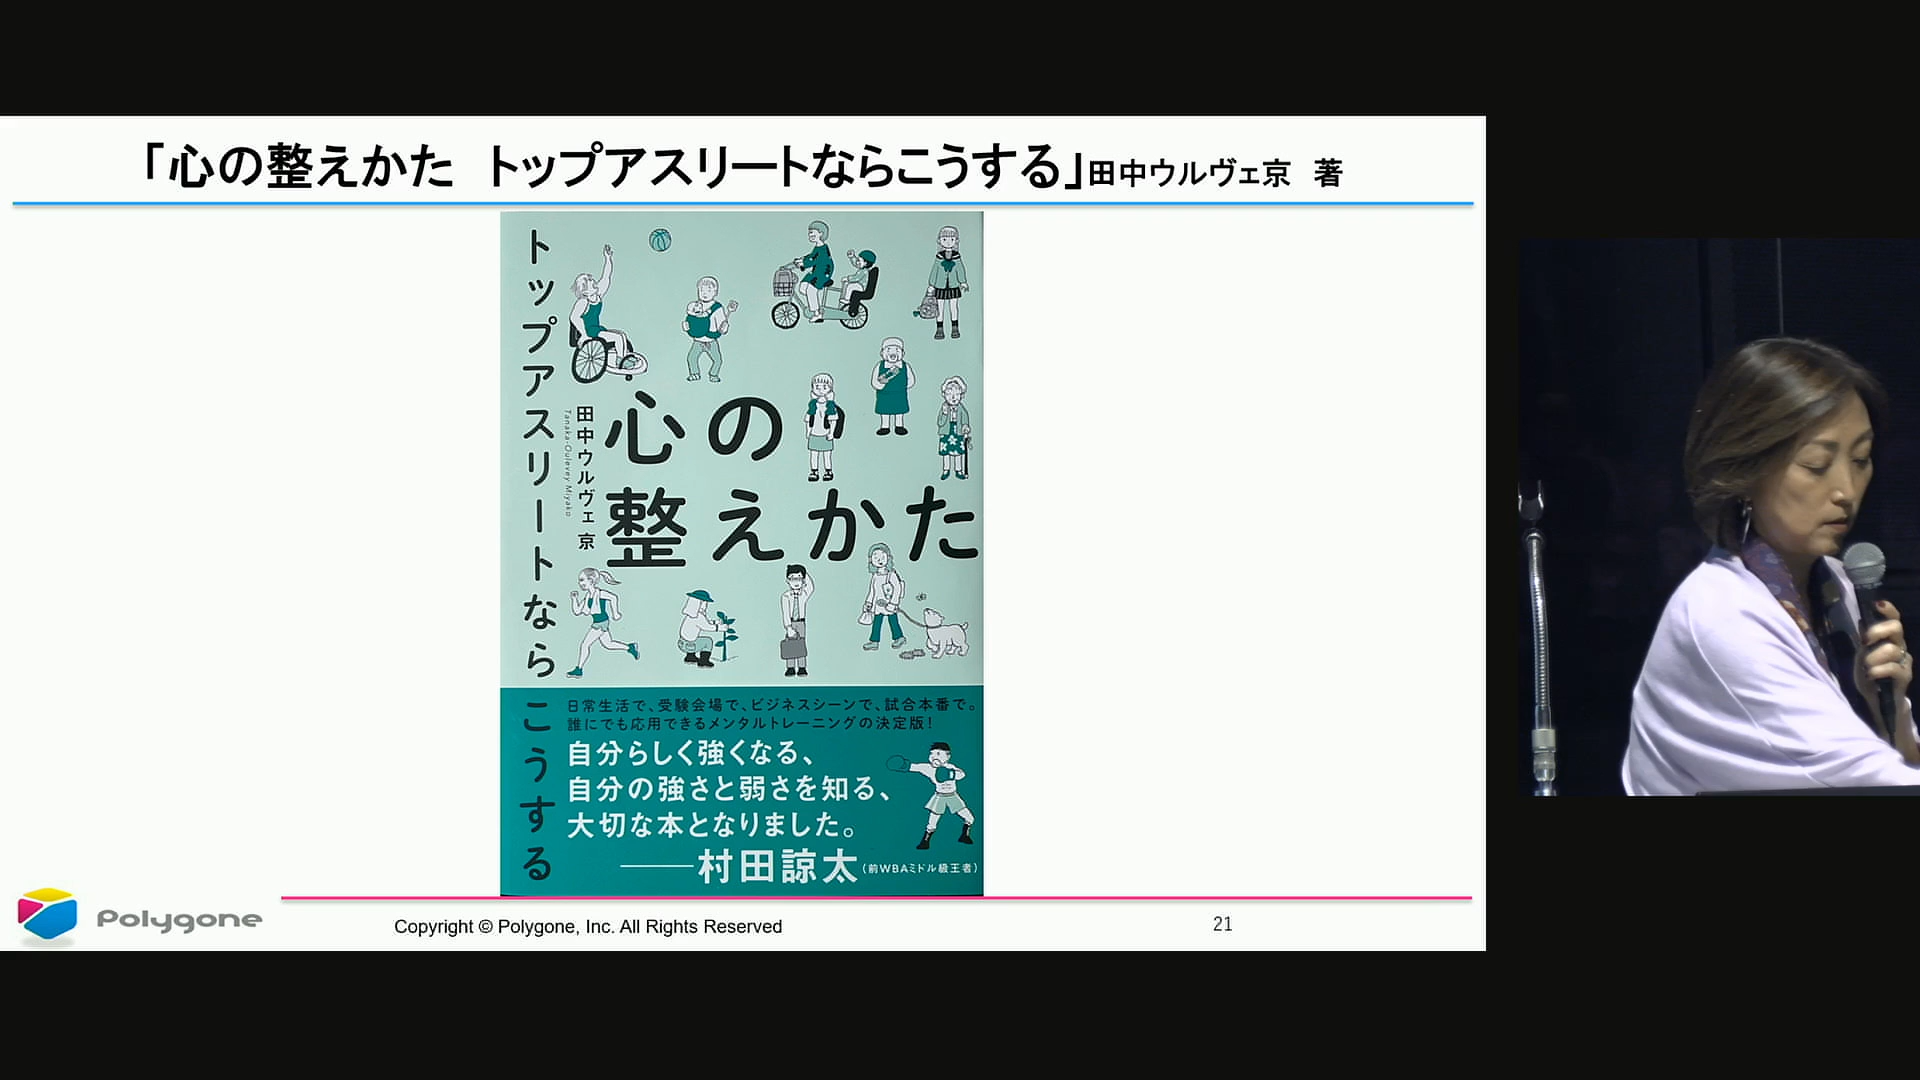 「心の整えかた　トップアスリートならこうする」田中ウルヴェ京　著
トップアスリートならこうする
田中ウルヴェ 京
Tanaka-Oulevey Miyako
心の
整えかた
日常生活で、受験会場で、ビジネスシーンで、試合本番で。
誰にでも応用できるメンタルトレーニングの決定版！
自分らしく強くなる、
自分の強さと弱さを知る、
大切な本となりました。
――村田諒太（前WBAミドル級王者）
Polygone
Copyright © Polygone, Inc. All Rights Reserved
21